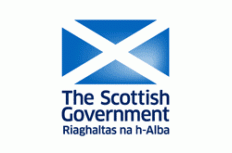 The Scottish
Government
Riaghaltas na h-Alba